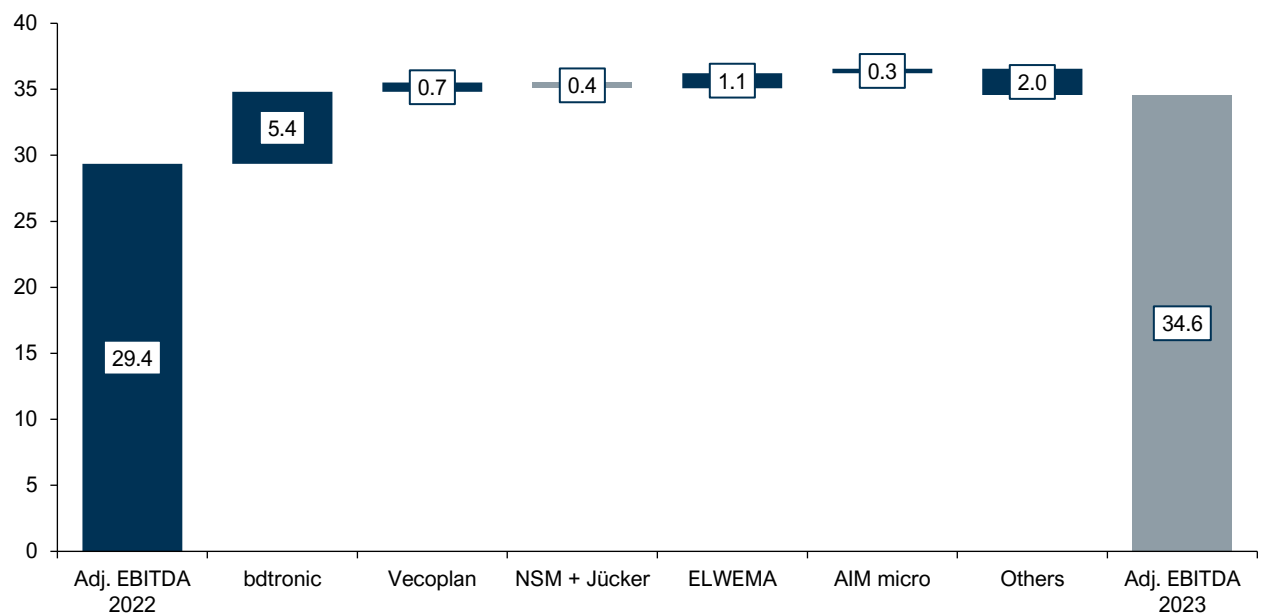 40
35
30
25
20
15
10
5
0
29.4
5.4
0.7
0.4
1.1
0.3
2.0
34.6
Adj. EBITDA
2022
bdtronic
Vecoplan
NSM + Jücker
ELWEMA
AIM micro
Others
Adj. EBITDA
2023